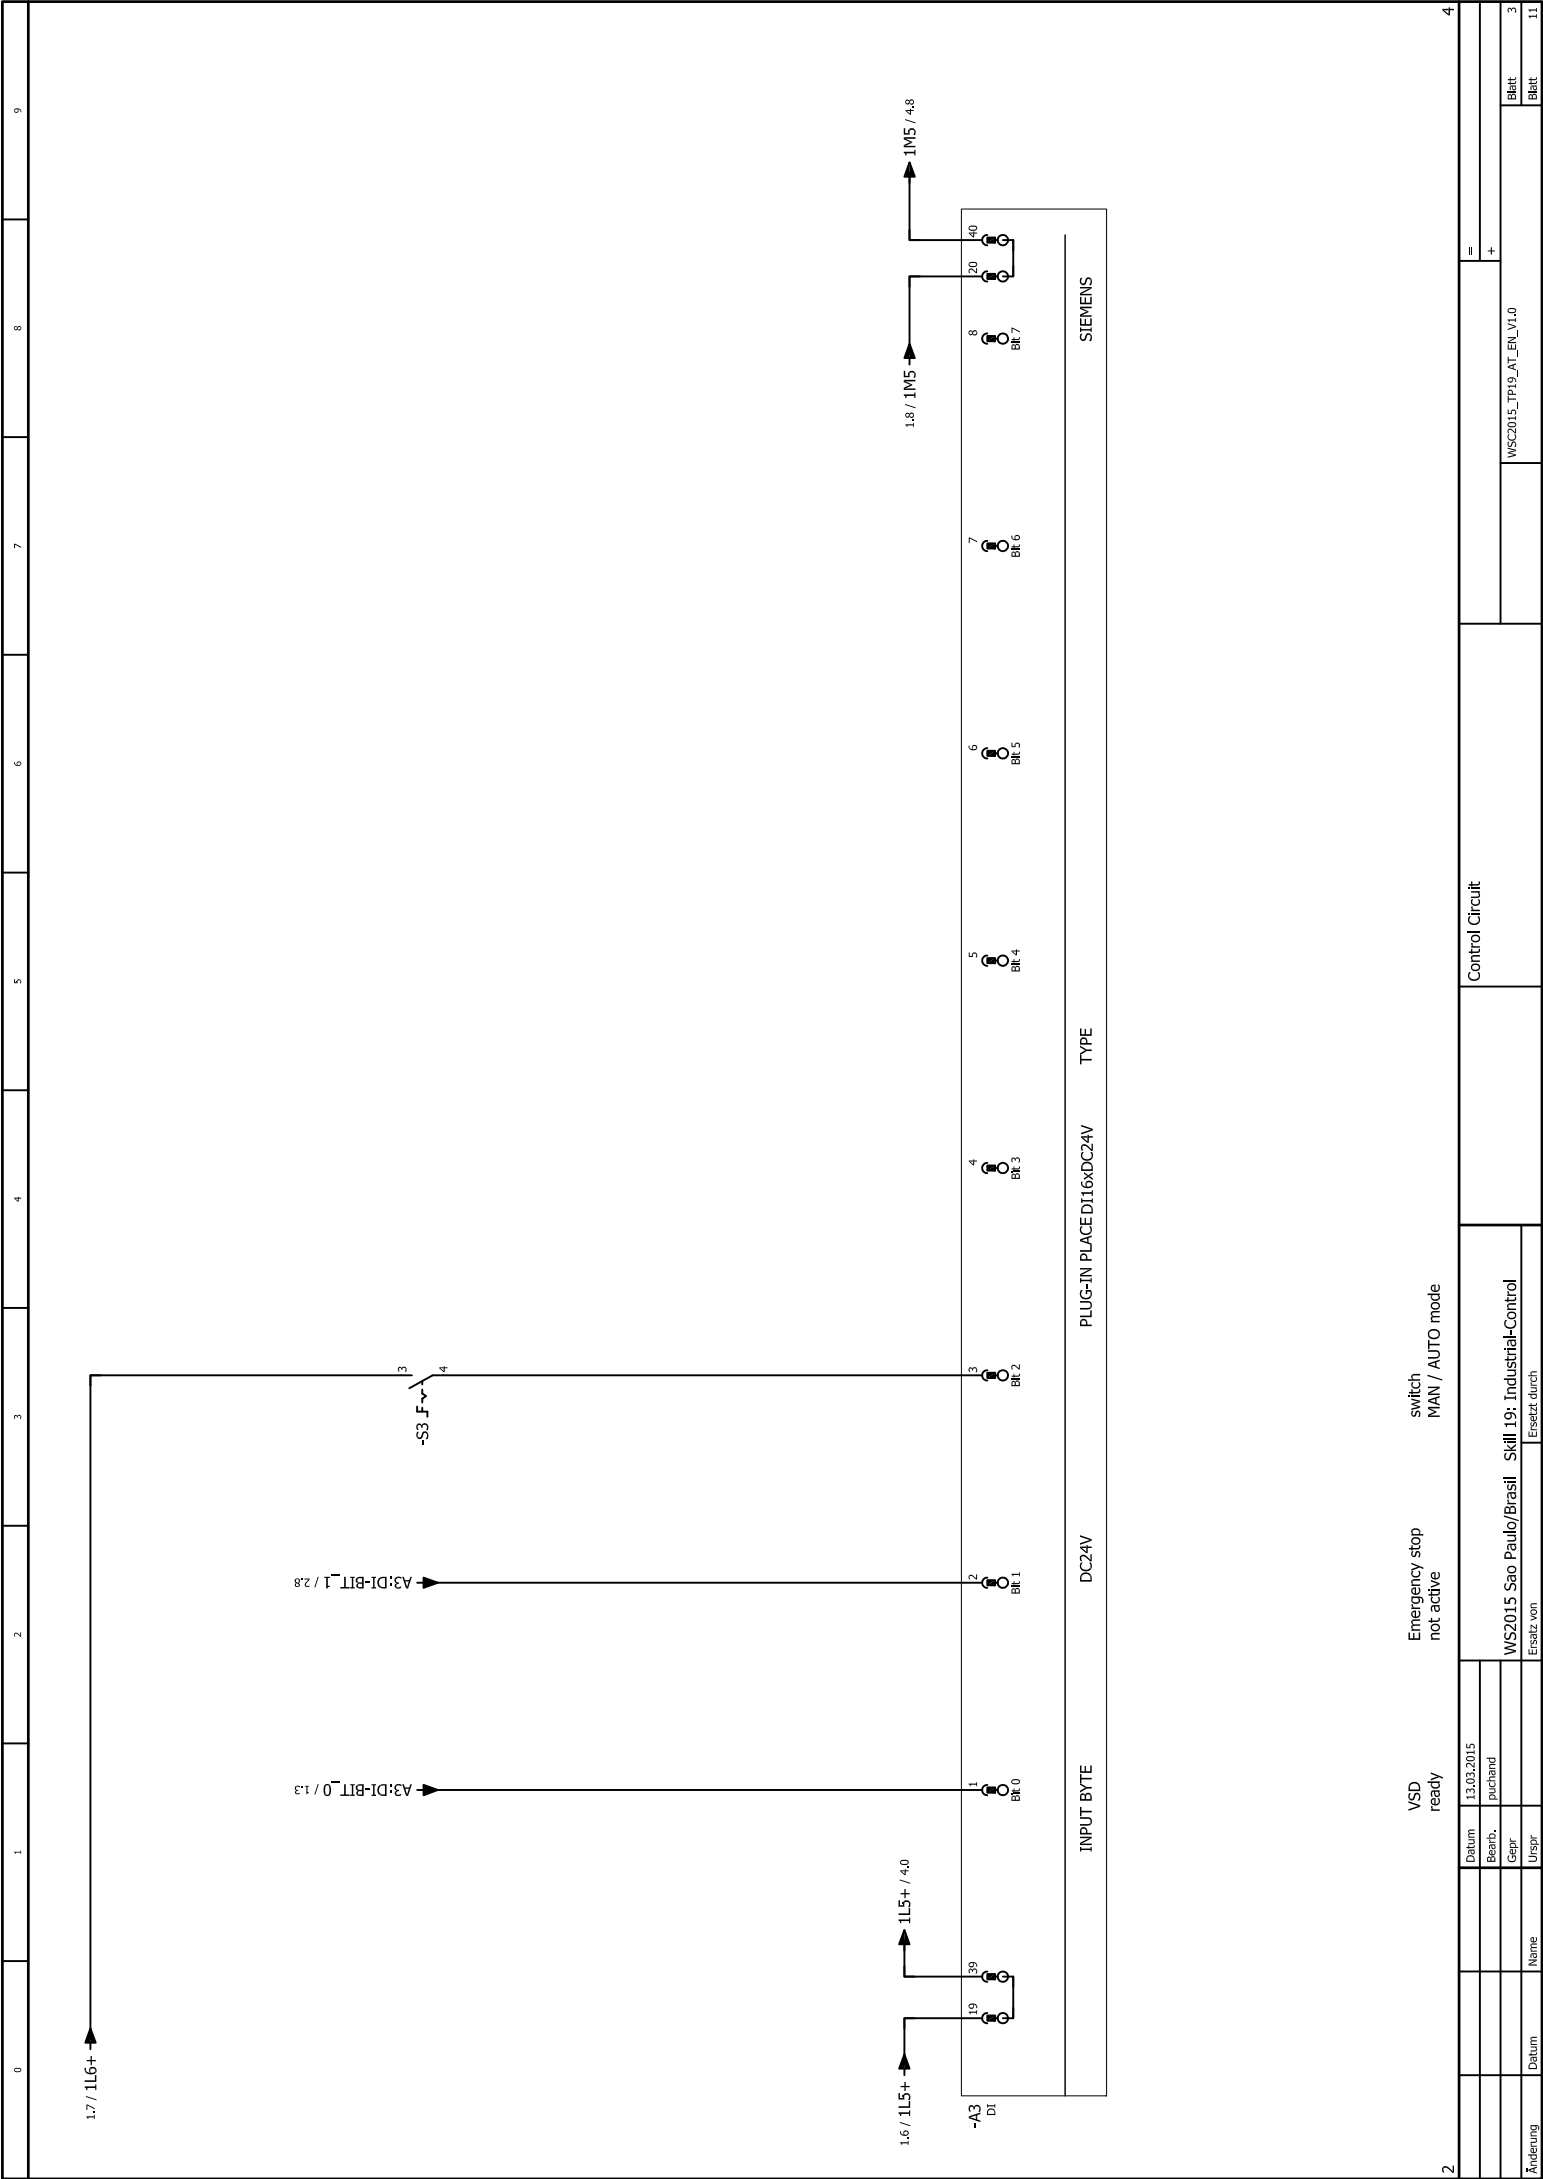 0 1 2 3 4 5 6 7 8 9
1.7 / 1L6+
A3:DI-BIT_0 / 1.3
A3:DI-BIT_1 / 2.8
-S3
3
4
1.6 / 1L5+
1L5+ / 4.0
1.8 / 1M5
1M5 / 4.8
-A3
DI
19 39 1 2 3 4 5 6 7 8 20 40
Bit 0 Bit 1 Bit 2 Bit 3 Bit 4 Bit 5 Bit 6 Bit 7
INPUT BYTE DC24V PLUG-IN PLACE DI16xDC24V TYPE SIEMENS
VSD
ready
Emergency stop
not active
switch
MAN / AUTO mode
2
4
Datum 13.03.2015
Control Circuit
=
Bearb. puchand
+
Gepr
WS2015 Sao Paulo/Brasil Skill 19: Industrial-Control
WSC2015_TP19_AT_EN_V1.0
Blatt 3
Änderung Datum Name Urspr Ersatz von Ersetzt durch
Blatt 11